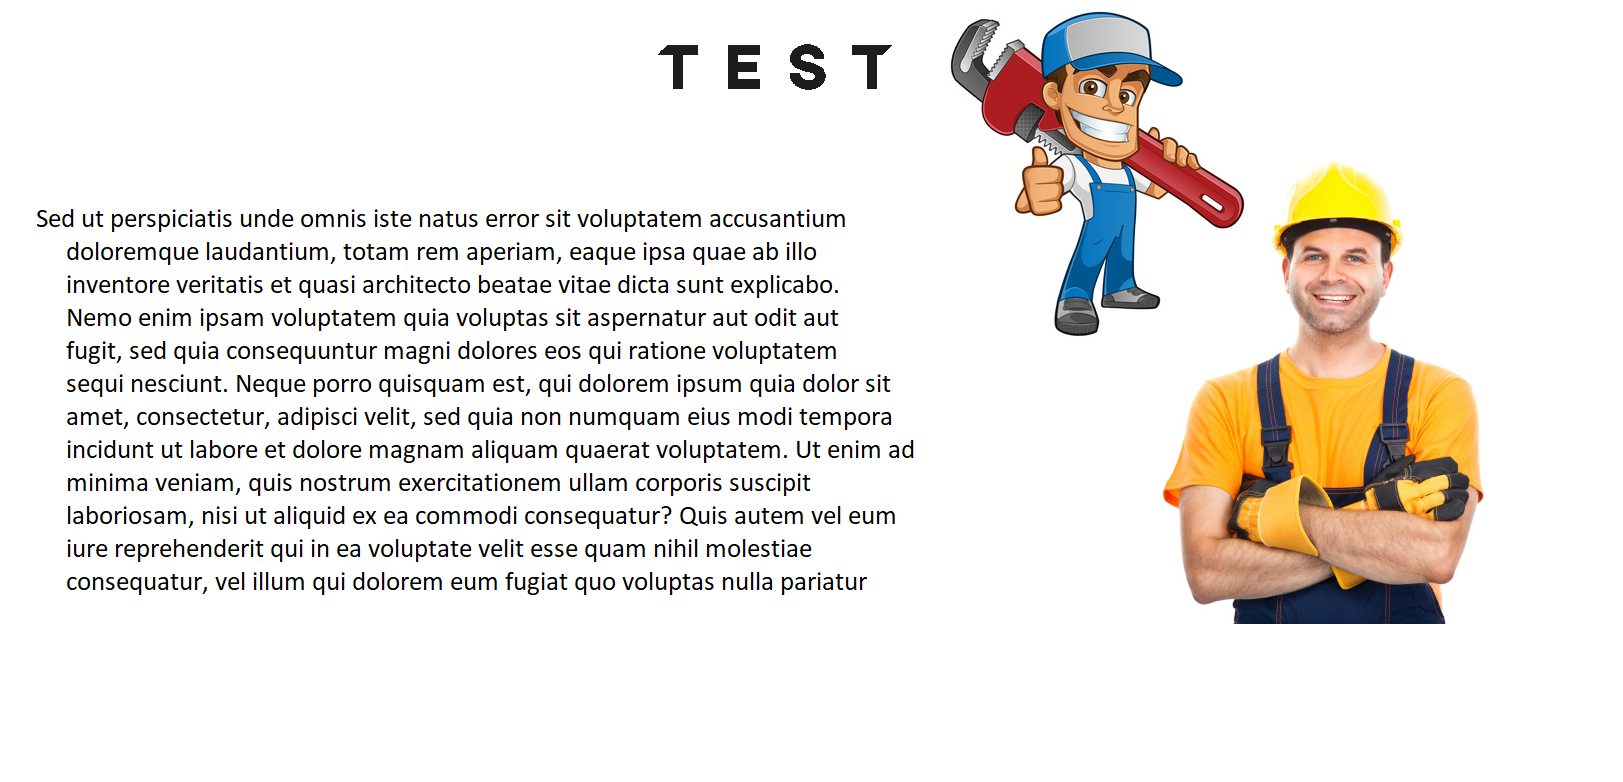 TEST
Sed ut perspiciatis unde omnis iste natus error sit voluptatem accusantium
doloremque laudantium, totam rem aperiam, eaque ipsa quae ab illo
inventore veritatis et quasi architecto beatae vitae dicta sunt explicabo.
Nemo enim ipsam voluptatem quia voluptas sit aspernatur aut odit aut
fugit, sed quia consequuntur magni dolores eos qui ratione voluptatem
sequi nesciunt. Neque porro quisquam est, qui dolorem ipsum quia dolor sit
amet, consectetur, adipisci velit, sed quia non numquam eius modi tempora
incidunt ut labore et dolore magnam aliquam quaerat voluptatem. Ut enim ad
minima veniam, quis nostrum exercitationem ullam corporis suscipit
laboriosam, nisi ut aliquid ex ea commodi consequatur? Quis autem vel eum
iure reprehenderit qui in ea voluptate velit esse quam nihil molestiae
consequatur, vel illum qui dolorem eum fugiat quo voluptas nulla pariatur